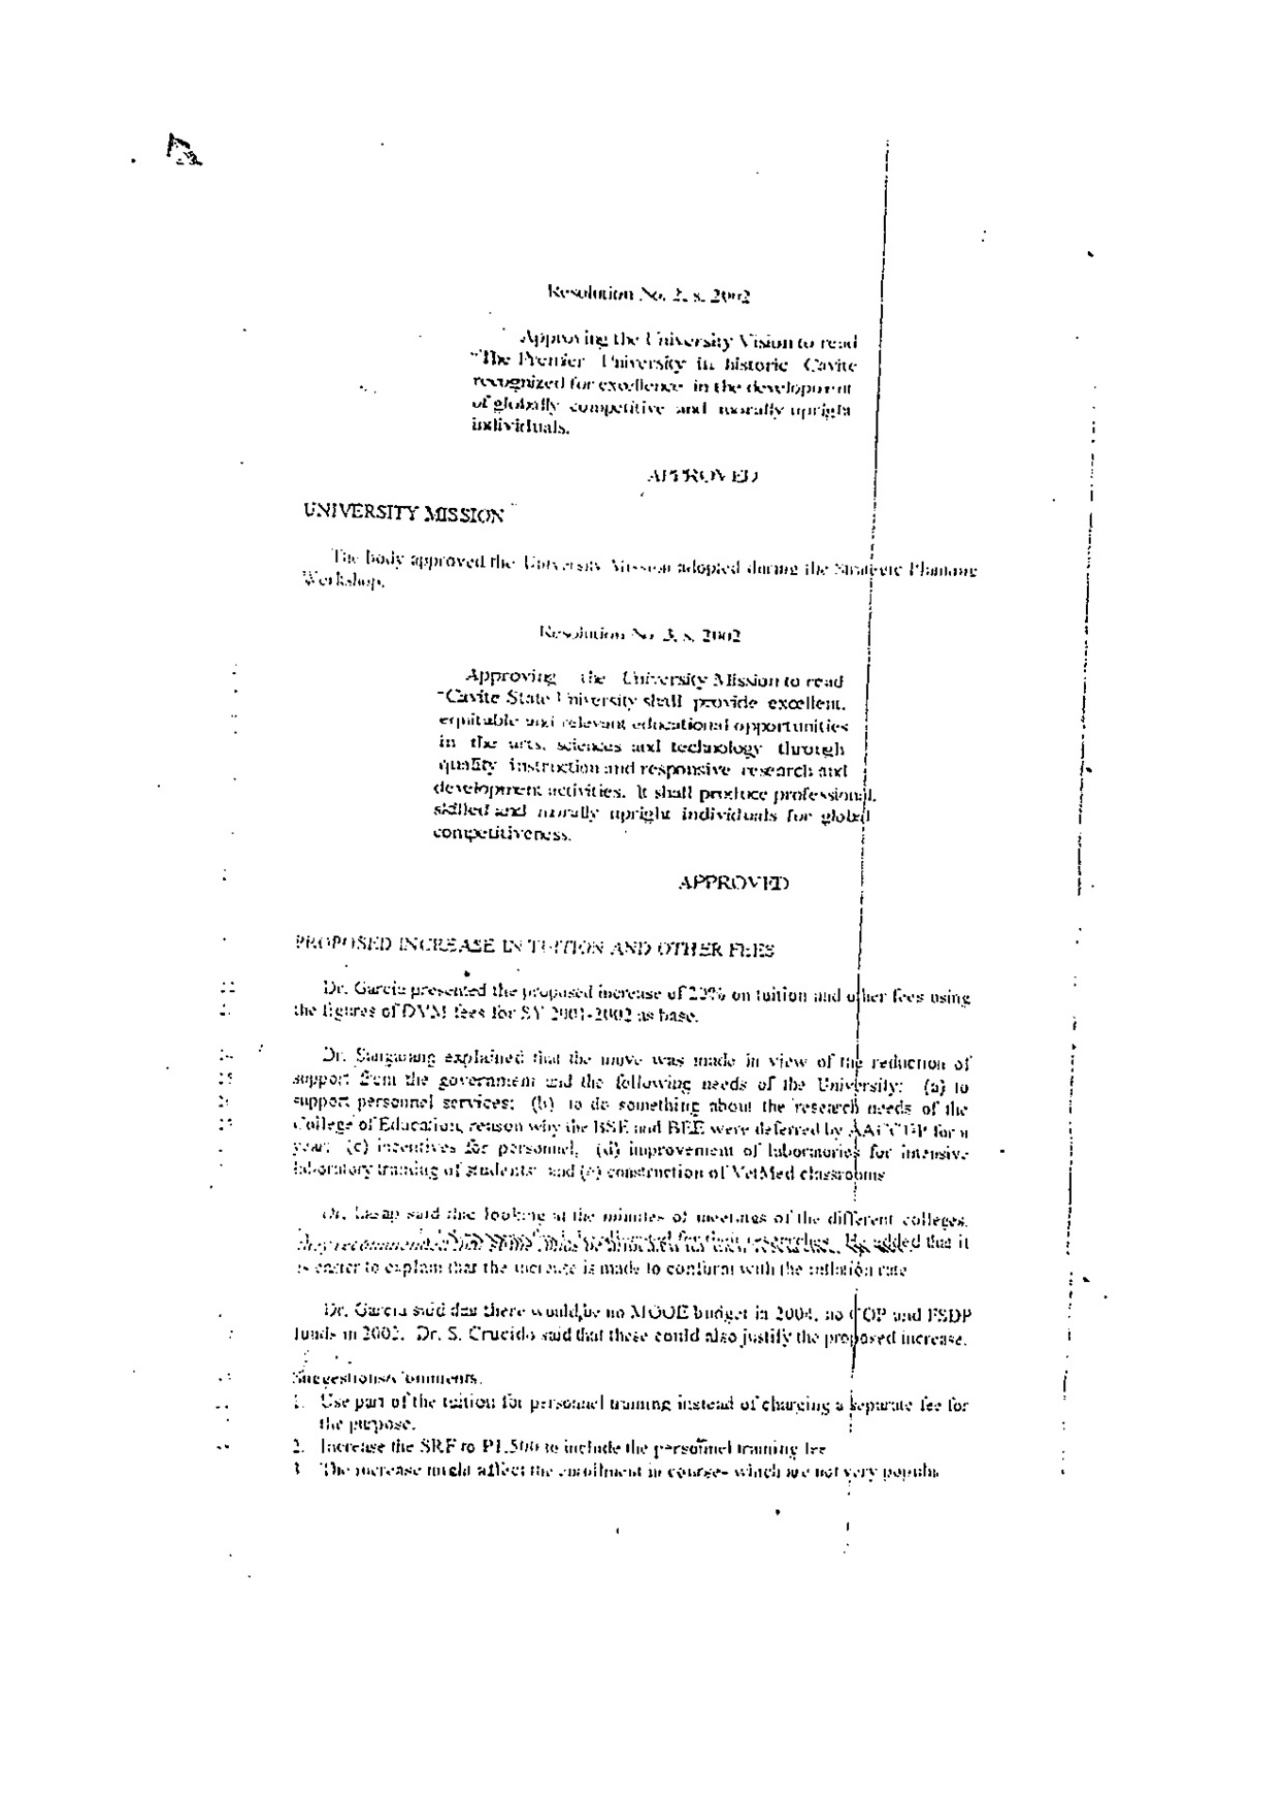 Resolution No. 2, s. 2002
Approving the University Vision to read
"The Premier University in historic Cavite
recognized for excellence in the development
of globally competitive and morally upright
individuals.
APPROVED
UNIVERSITY MISSION
The body approved the University Mission adopted during the Strategic Planning
Workshop.
Resolution No. 3, s. 2002
Approving the University Mission to read
"Cavite State University shall provide excellent,
equitable and relevant educational opportunities
in the arts, sciences and technology through
quality instruction and responsive research and
development activities. It shall produce professional,
skilled and morally upright individuals for global
competitiveness.
APPROVED
PROPOSED INCREASE IN TUITION AND OTHER FEES
Dr. Garcia presented the proposed increase of on tuition and other fees using
the figures of DVM fees for SY 2001-2002 as base.
Dr. explained that the move was made in view of the reduction of
support from the government and the following needs of the University: (a) to
support personnel services; (b) to do something about the research needs of the
College of Education, reason why the BSE and BEE were deferred by AACCUP for a
year; (c) incentives for personnel, (d) improvement of laboratories for intensive
laboratory training of students and (e) construction of VetMed classrooms
Dr. said that looking at the minutes of meetings of the different colleges,
they recommended that added that it
is easier to explain that the increase is made to conform with the inflation rate
Dr. Garcia said that there would be no MOOE budget in 2004, no COP and FSDP
funds in Dr. S. Crucido said that these could also justify the proposed increase.
Suggestions/Comments:
1. Use part of the tuition for personnel training instead of charging a separate fee for
the purpose.
2. Increase the SRF to P1,500 to include the personnel training fee
3 The increase might affect the enrollment in courses which are not very popular